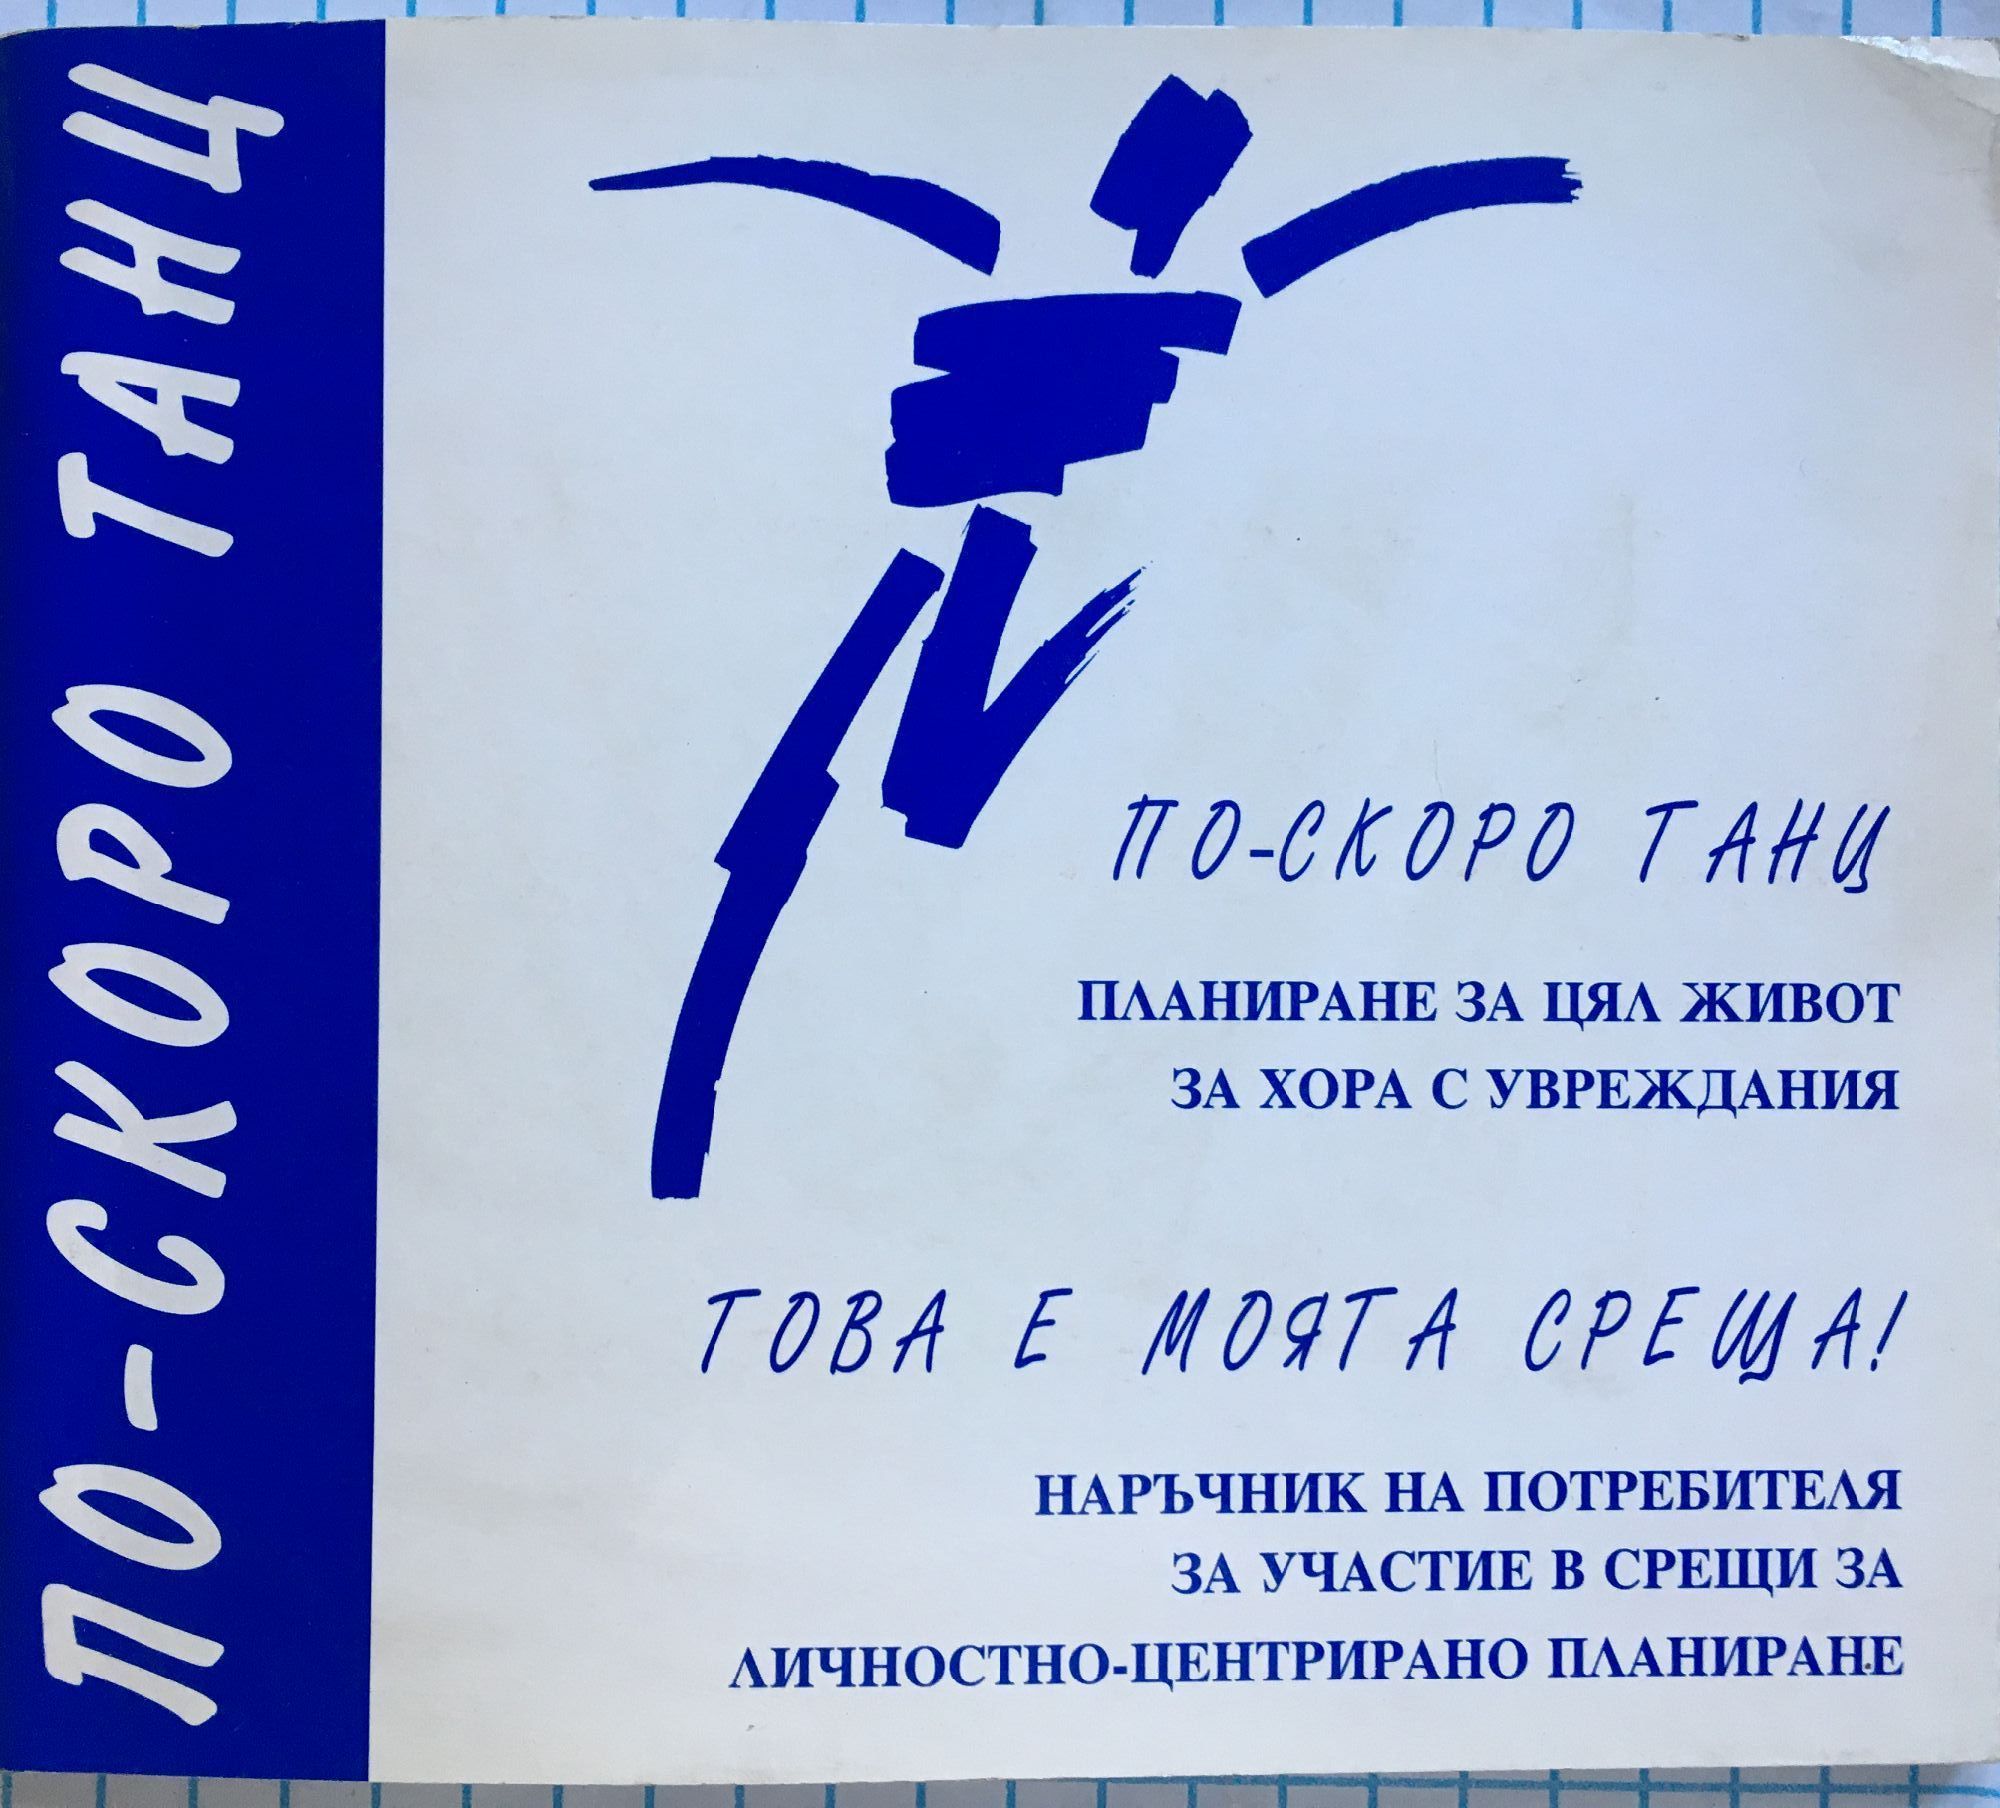 ПО-СКОРО ТАНЦ
ПО-СКОРО ТАНЦ
ПЛАНИРАНЕ ЗА ЦЯЛ ЖИВОТ
ЗА ХОРА С УВРЕЖДАНИЯ
ТОВА Е МОЯТА СРЕЩА!
НАРЪЧНИК НА ПОТРЕБИТЕЛЯ
ЗА УЧАСТИЕ В СРЕЩИ ЗА
ЛИЧНОСТНО-ЦЕНТРИРАНО ПЛАНИРАНЕ